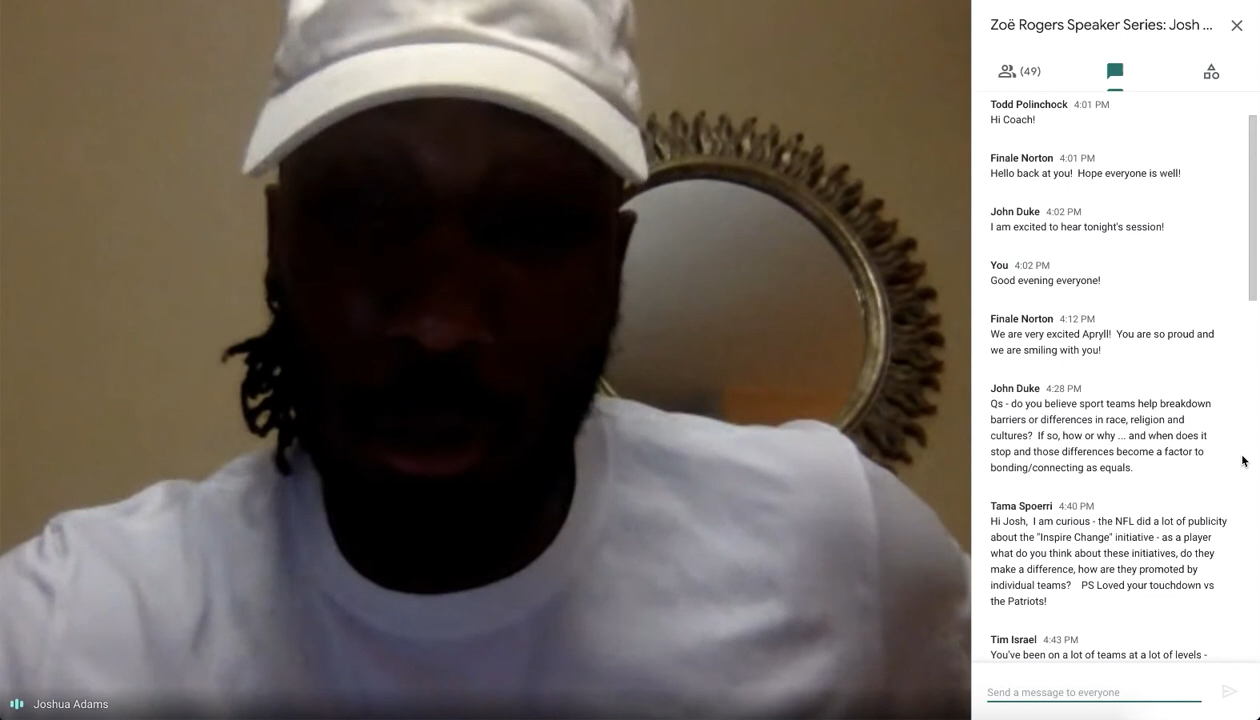 Zoë Rogers Speaker Series: Josh ...
(49)
Todd Polinchock 4:01 PM
Hi Coach!
Finale Norton 4:01 PM
Hello back at you! Hope everyone is well!
John Duke 4:02 PM
I am excited to hear tonight's session!
You 4:02 PM
Good evening everyone!
Finale Norton 4:12 PM
We are very excited Apryll! You are so proud and
we are smiling with you!
John Duke 4:28 PM
Qs - do you believe sport teams help breakdown
barriers or differences in race, religion and
cultures? If so, how or why ... and when does it
stop and those differences become a factor to
bonding/connecting as equals.
Tama Spoerri 4:40 PM
Hi Josh, I am curious - the NFL did a lot of publicity
about the "Inspire Change" initiative - as a player
what do you think about these initiatives, do they
make a difference, how are they promoted by
individual teams? PS Loved your touchdown vs
the Patriots!
Tim Israel 4:43 PM
You've been on a lot of teams at a lot of levels -
Send a message to everyone
Joshua Adams